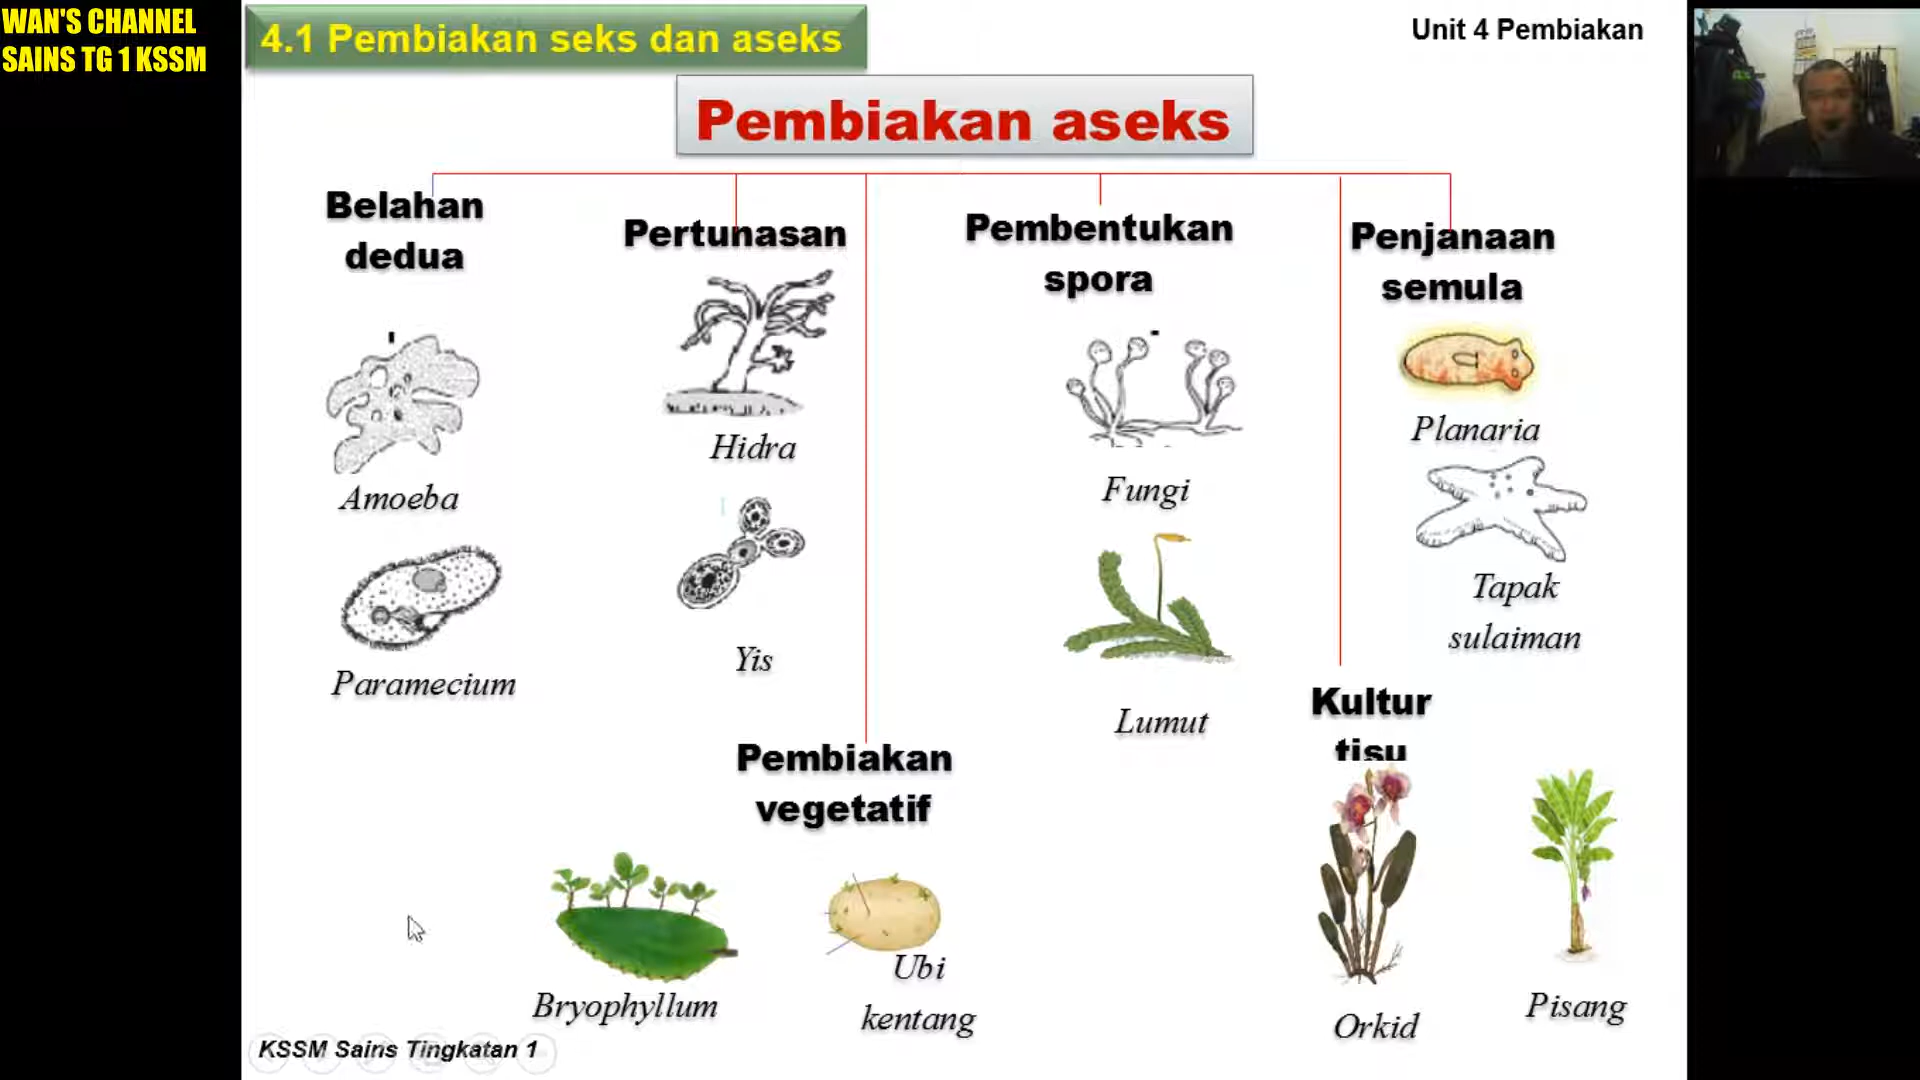 WAN'S CHANNEL
SAINS TG 1 KSSM
4.1 Pembiakan seks dan aseks
Unit 4 Pembiakan
Pembiakan aseks
Belahan
dedua
Amoeba
Paramecium
Pertunasan
Hidra
Yis
Pembiakan
vegetatif
Bryophyllum
Ubi
kentang
Pembentukan
spora
Fungi
Lumut
Penjanaan
semula
Planaria
Tapak
sulaiman
Kultur
tisu
Orkid
Pisang
KSSM Sains Tingkatan 1